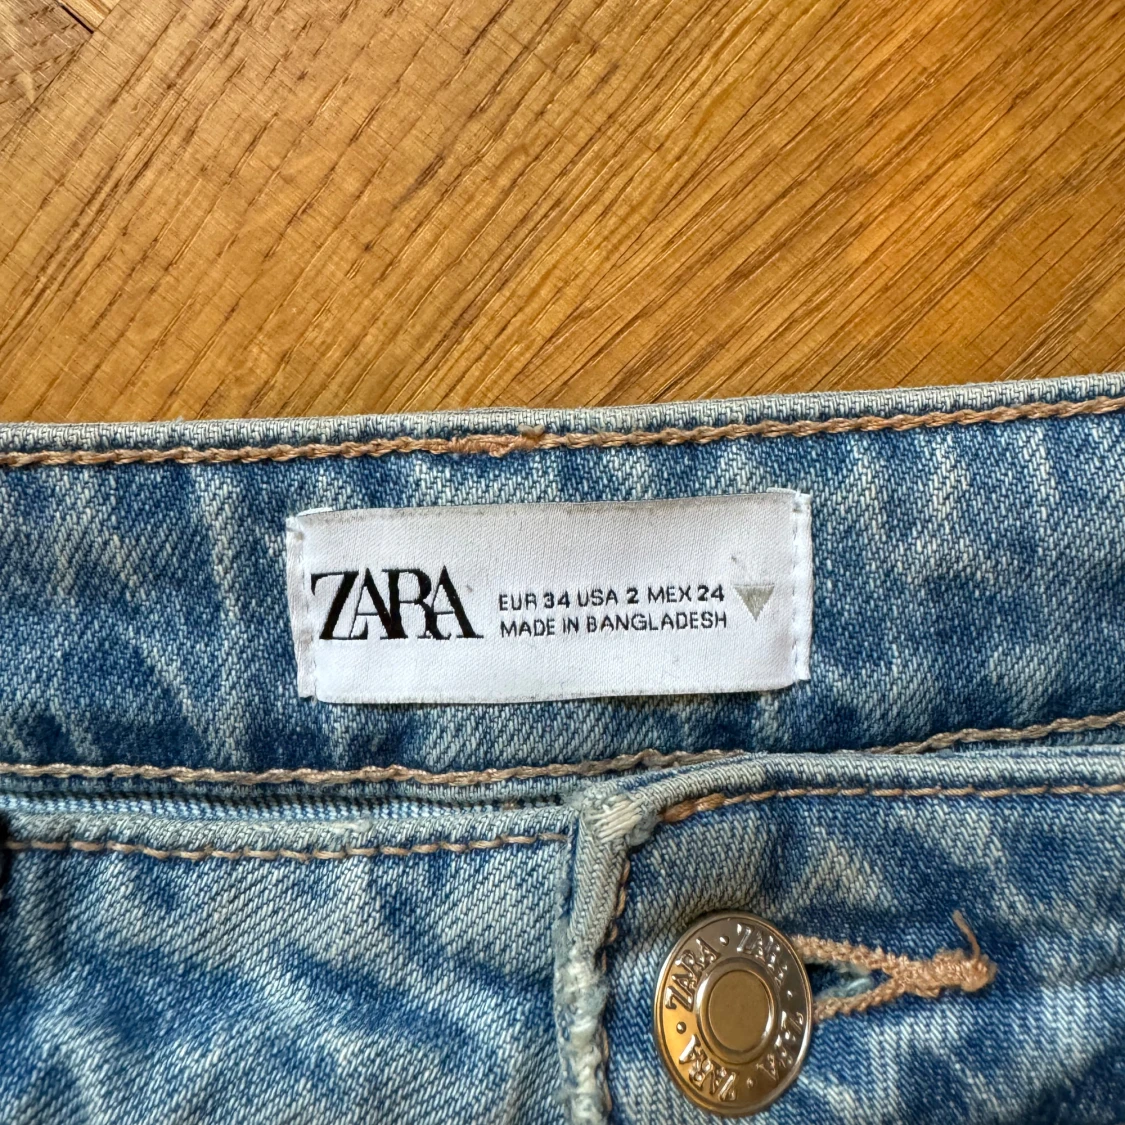 ZARA
EUR 34 USA 2 MEX 24
MADE IN BANGLADESH
ZARA · ZARA · ZARA · ZARA ·